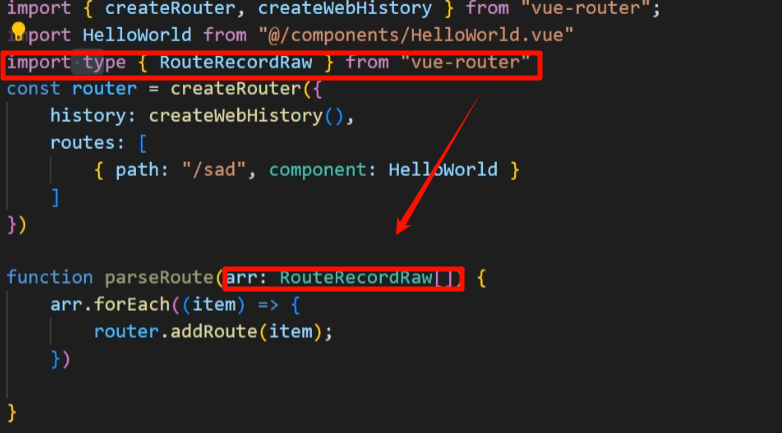 import { createRouter, createWebHistory } from "vue-router";
import HelloWorld from "@/components/HelloWorld.vue"
import type { RouteRecordRaw } from "vue-router"
const router = createRouter({
    history: createWebHistory(),
    routes: [
        { path: "/sad", component: HelloWorld }
    ]
})
function parseRoute(arr: RouteRecordRaw[]) {
    arr.forEach((item) => {
        router.addRoute(item);
    })
}